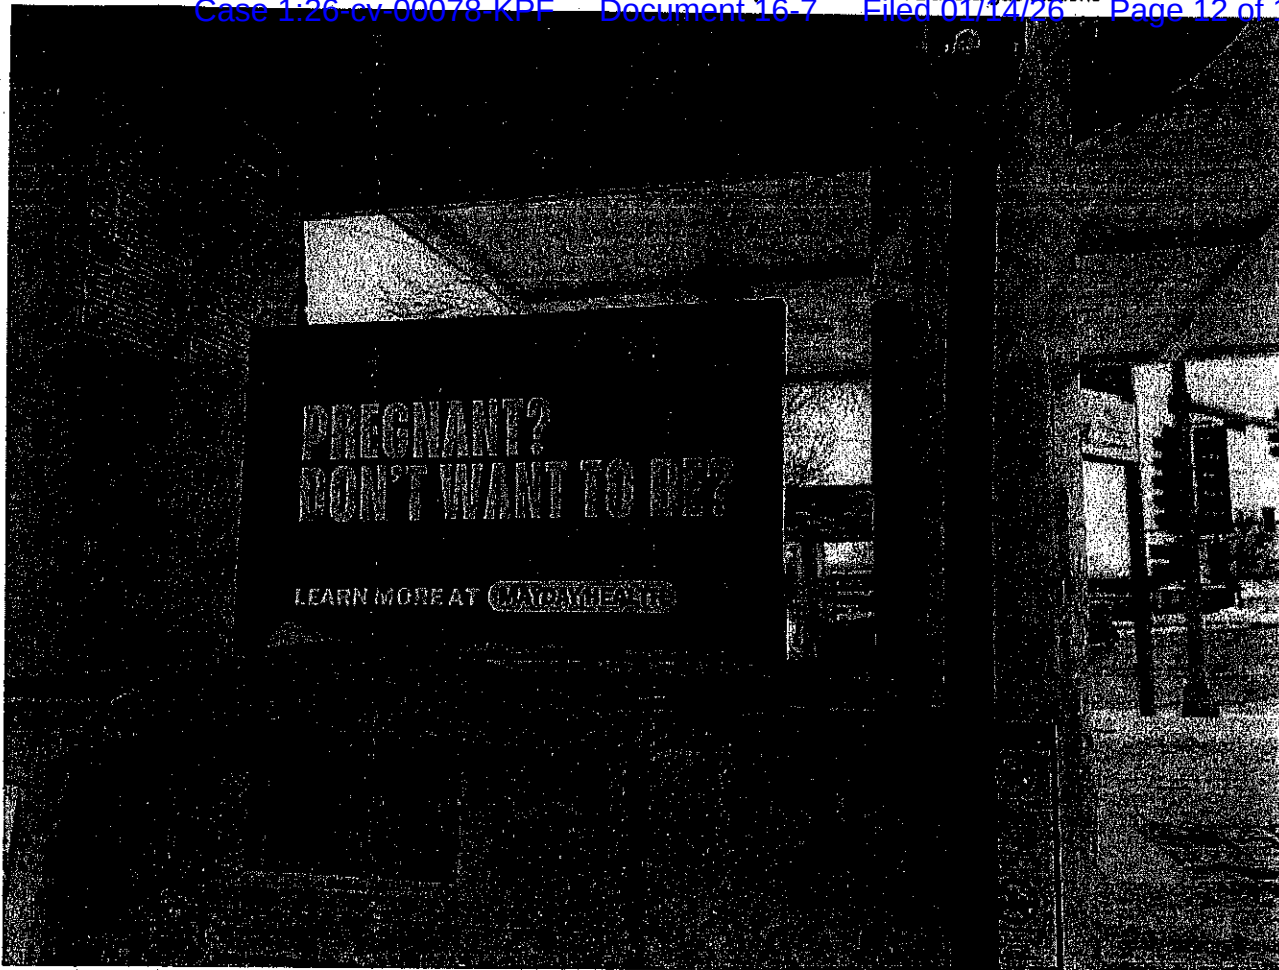 Case 1:26-cv-00078-KPF Document 16-7 Filed 01/14/26 Page 12 of
PREGNANT?
DON'T WANT TO BE?
LEARN MORE AT MAYDAYHEALTH